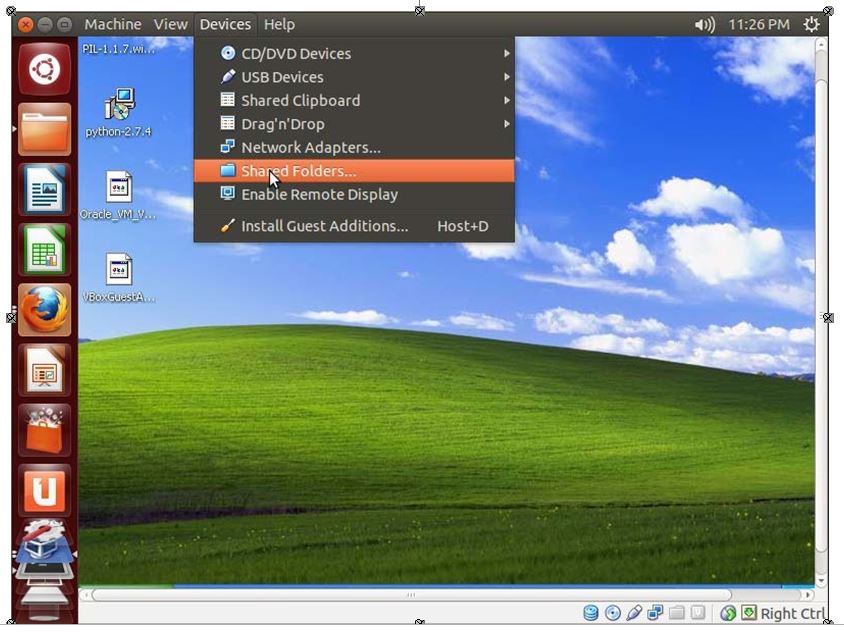 Machine View Devices Help 11:26 PM
PIL-1.1.7.wi...
python-2.7.4
Oracle_VM_V...
VBoxGuestA...
CD/DVD Devices
USB Devices
Shared Clipboard
Drag'n'Drop
Network Adapters...
Shared Folders...
Enable Remote Display
Install Guest Additions... Host+D
Right Ctrl